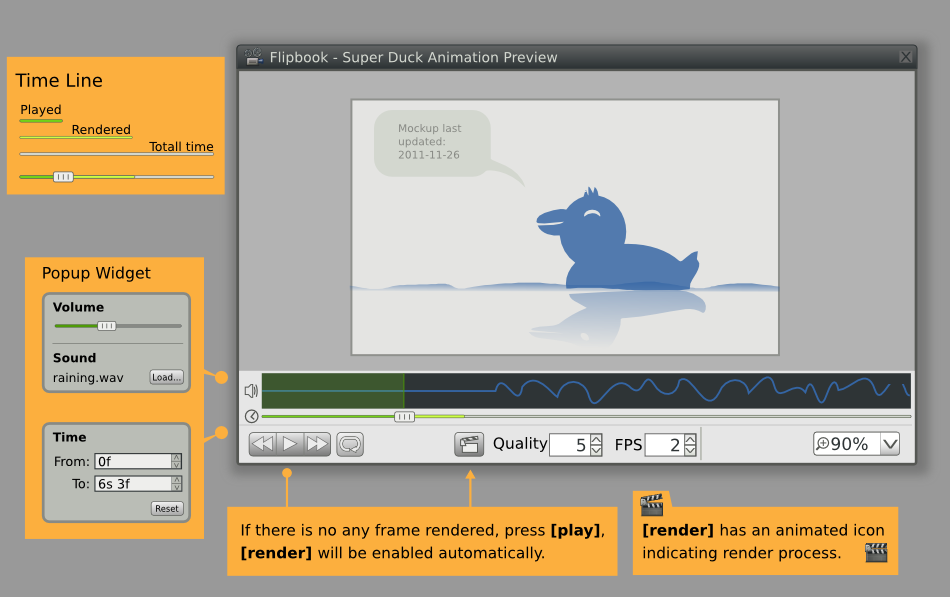 Flipbook - Super Duck Animation Preview
Time Line
Played
Rendered
Totall time
Mockup last
updated:
2011-11-26
Popup Widget
Volume
Sound
raining.wav Load...
Time
From: 0f
To: 6s 3f
Reset
Quality 5 FPS 2 90%
If there is no any frame rendered, press [play],
[render] will be enabled automatically.
[render] has an animated icon
indicating render process.